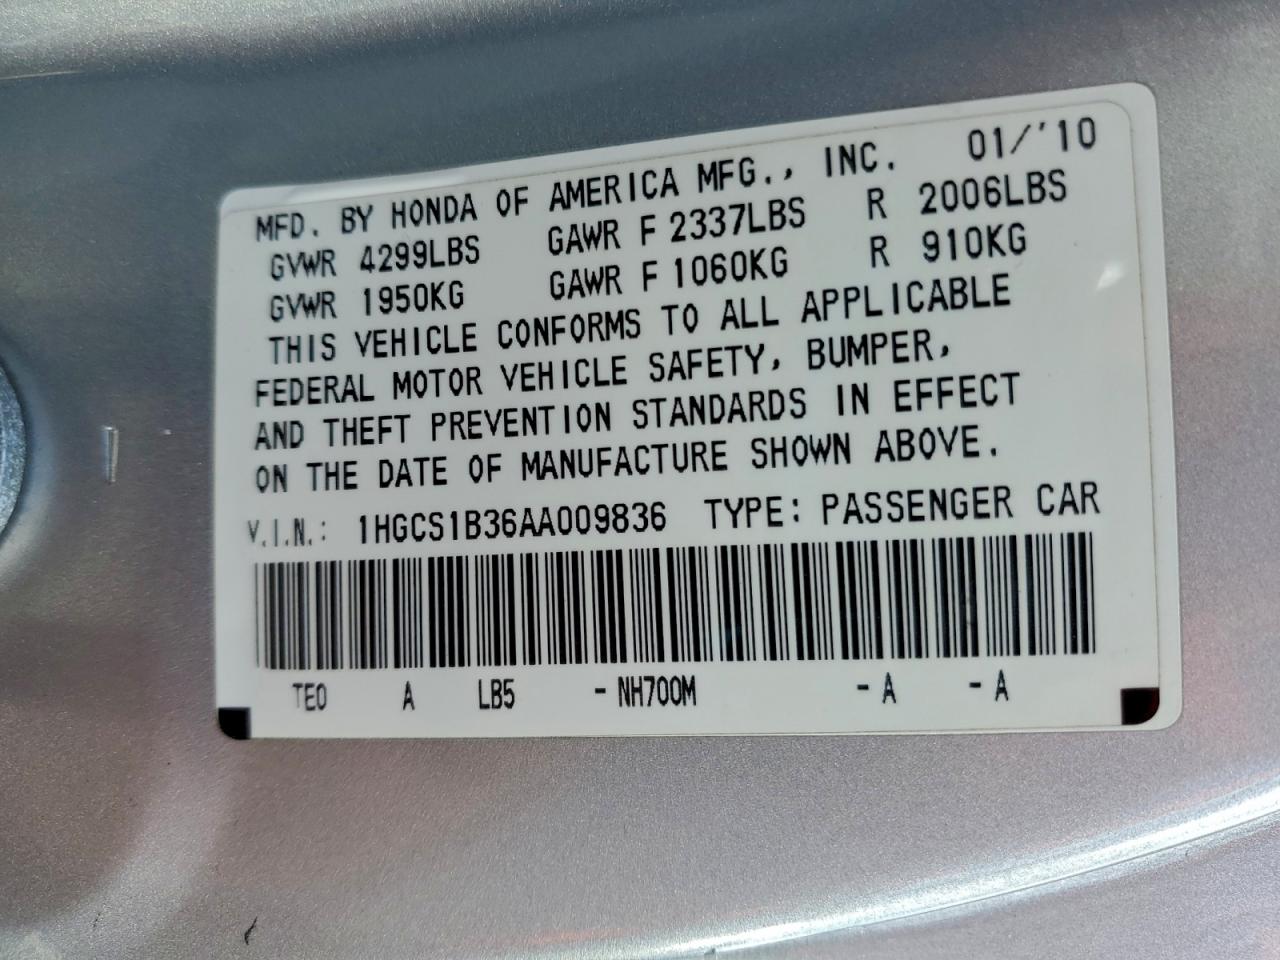 MFD. BY HONDA OF AMERICA MFG., INC. 01/'10
GVWR 4299LBS GAWR F 2337LBS R 2006LBS
GVWR 1950KG GAWR F 1060KG R 910KG
THIS VEHICLE CONFORMS TO ALL APPLICABLE
FEDERAL MOTOR VEHICLE SAFETY, BUMPER,
AND THEFT PREVENTION STANDARDS IN EFFECT
ON THE DATE OF MANUFACTURE SHOWN ABOVE.
V.I.N.: 1HGCS1B36AA009836 TYPE: PASSENGER CAR
TE0 A LB5 - NH700M - A - A